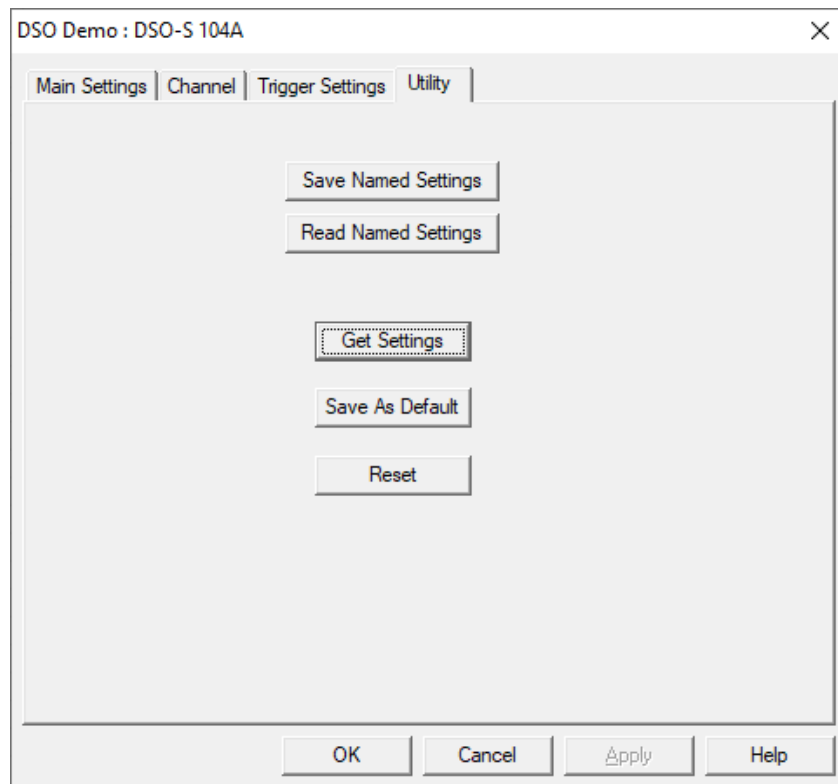 DSO Demo : DSO-S 104A
Main Settings Channel Trigger Settings Utility
Save Named Settings
Read Named Settings
Get Settings
Save As Default
Reset
OK Cancel Apply Help